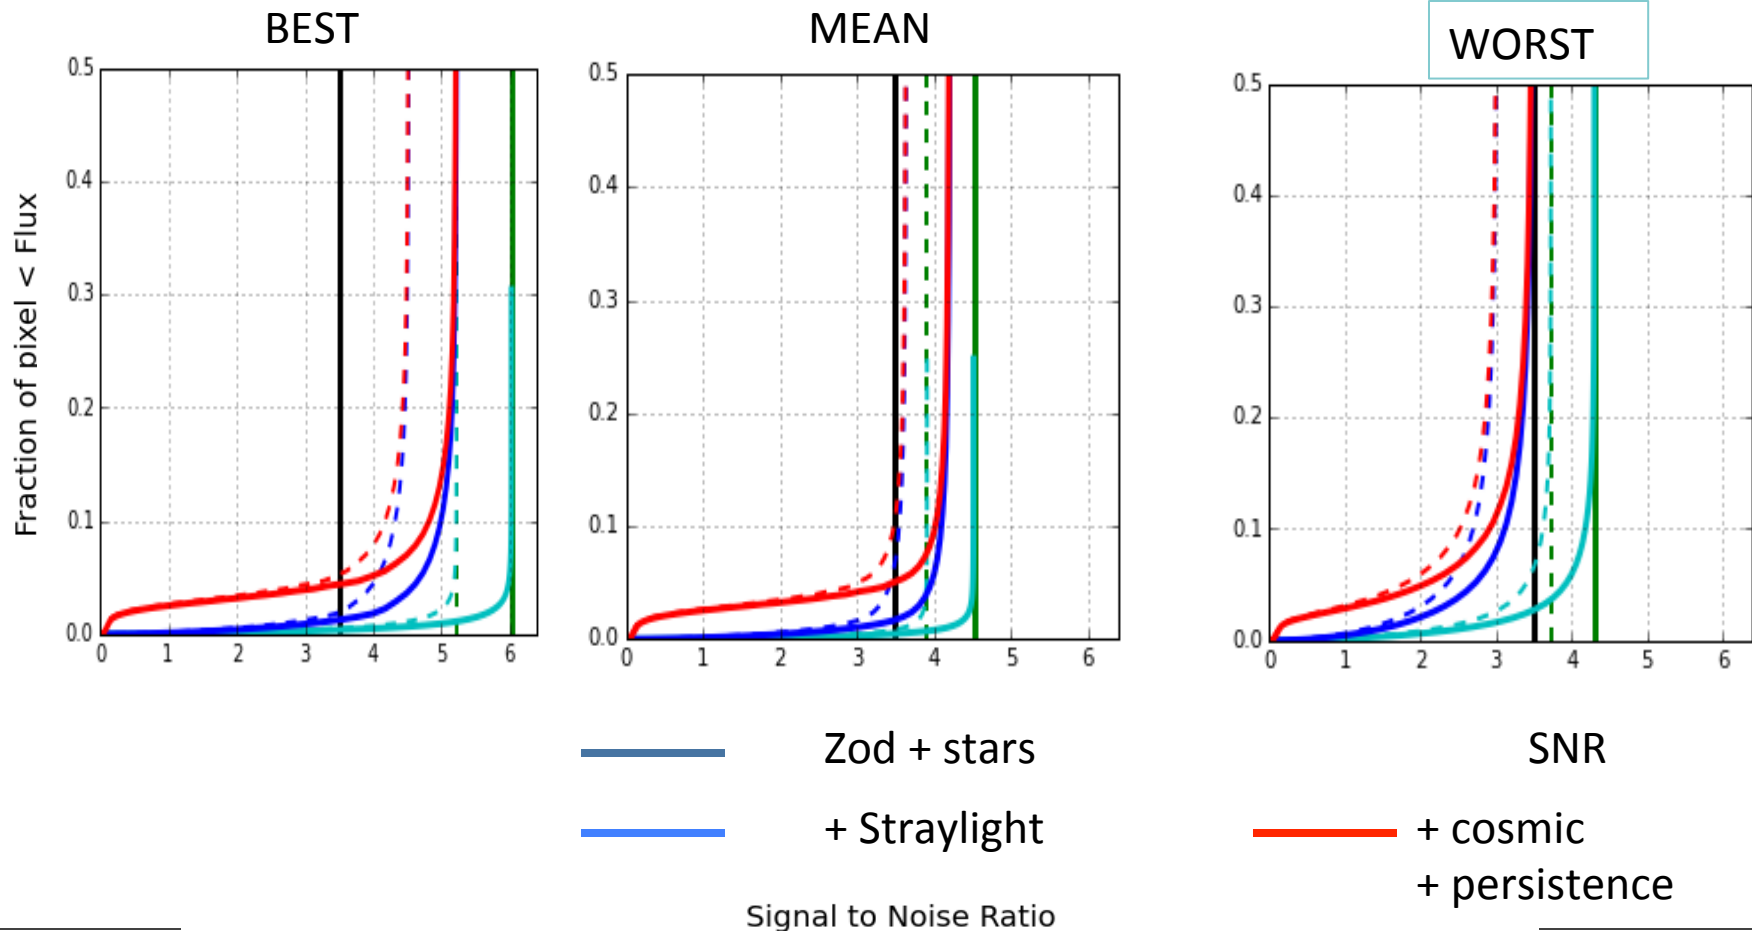 BEST
MEAN
WORST
Fraction of pixel < Flux
0.5
0.4
0.3
0.2
0.1
0.0
0 1 2 3 4 5 6
0.5
0.4
0.3
0.2
0.1
0.0
0 1 2 3 4 5 6
0.5
0.4
0.3
0.2
0.1
0.0
0 1 2 3 4 5 6
Zod + stars
SNR
+ Straylight
+ cosmic
+ persistence
Signal to Noise Ratio